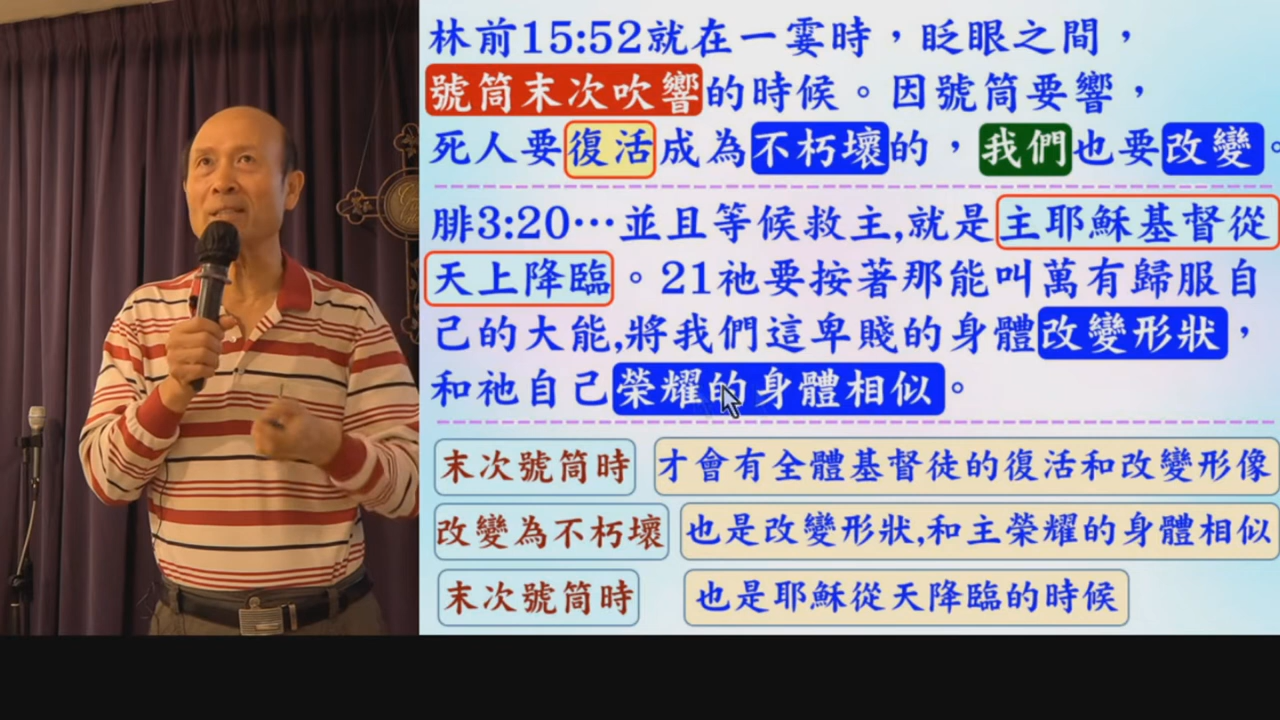 林前15:52就在一霎時，眨眼之間，
號筒末次吹響的時候。因號筒要響，
死人要復活成為不朽壞的，我們也要改變。
腓3:20…並且等候救主,就是主耶穌基督從
天上降臨。21祂要按著那能叫萬有歸服自
己的大能,將我們這卑賤的身體改變形狀，
和祂自己榮耀的身體相似。
末次號筒時 才會有全體基督徒的復活和改變形像
改變為不朽壞 也是改變形狀,和主榮耀的身體相似
末次號筒時 也是耶穌從天降臨的時候